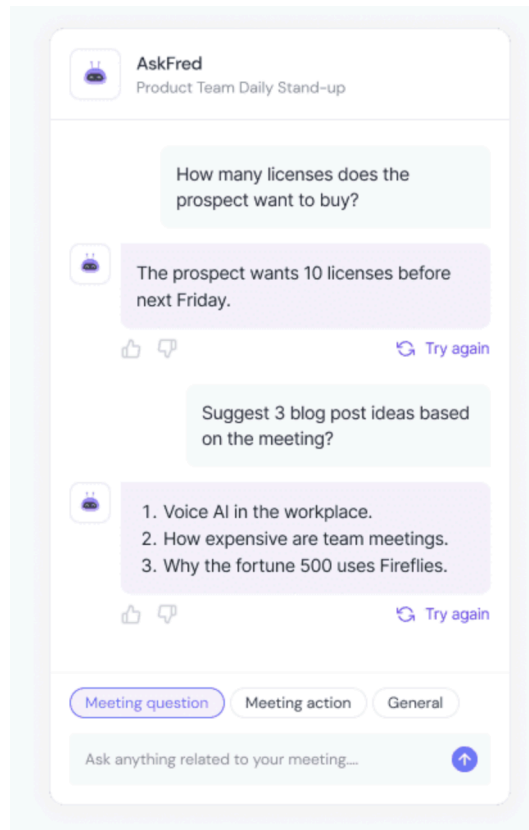 AskFred
Product Team Daily Stand-up
How many licenses does the
prospect want to buy?
The prospect wants 10 licenses before
next Friday.
Try again
Suggest 3 blog post ideas based
on the meeting?
1. Voice AI in the workplace.
2. How expensive are team meetings.
3. Why the fortune 500 uses Fireflies.
Try again
Meeting question Meeting action General
Ask anything related to your meeting....